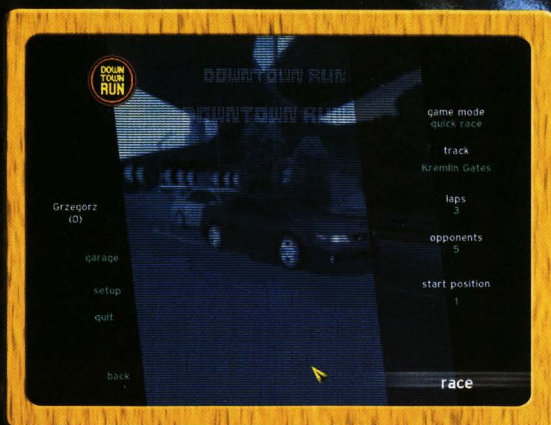 DOWN
TOWN
RUN
DOWNTOWN RUN
DOWNTOWN RUN
Grzegorz
(0)
garage
setup
quit
back
game mode
quick race
track
Kremlin Gates
laps
3
opponents
5
start position
1
race